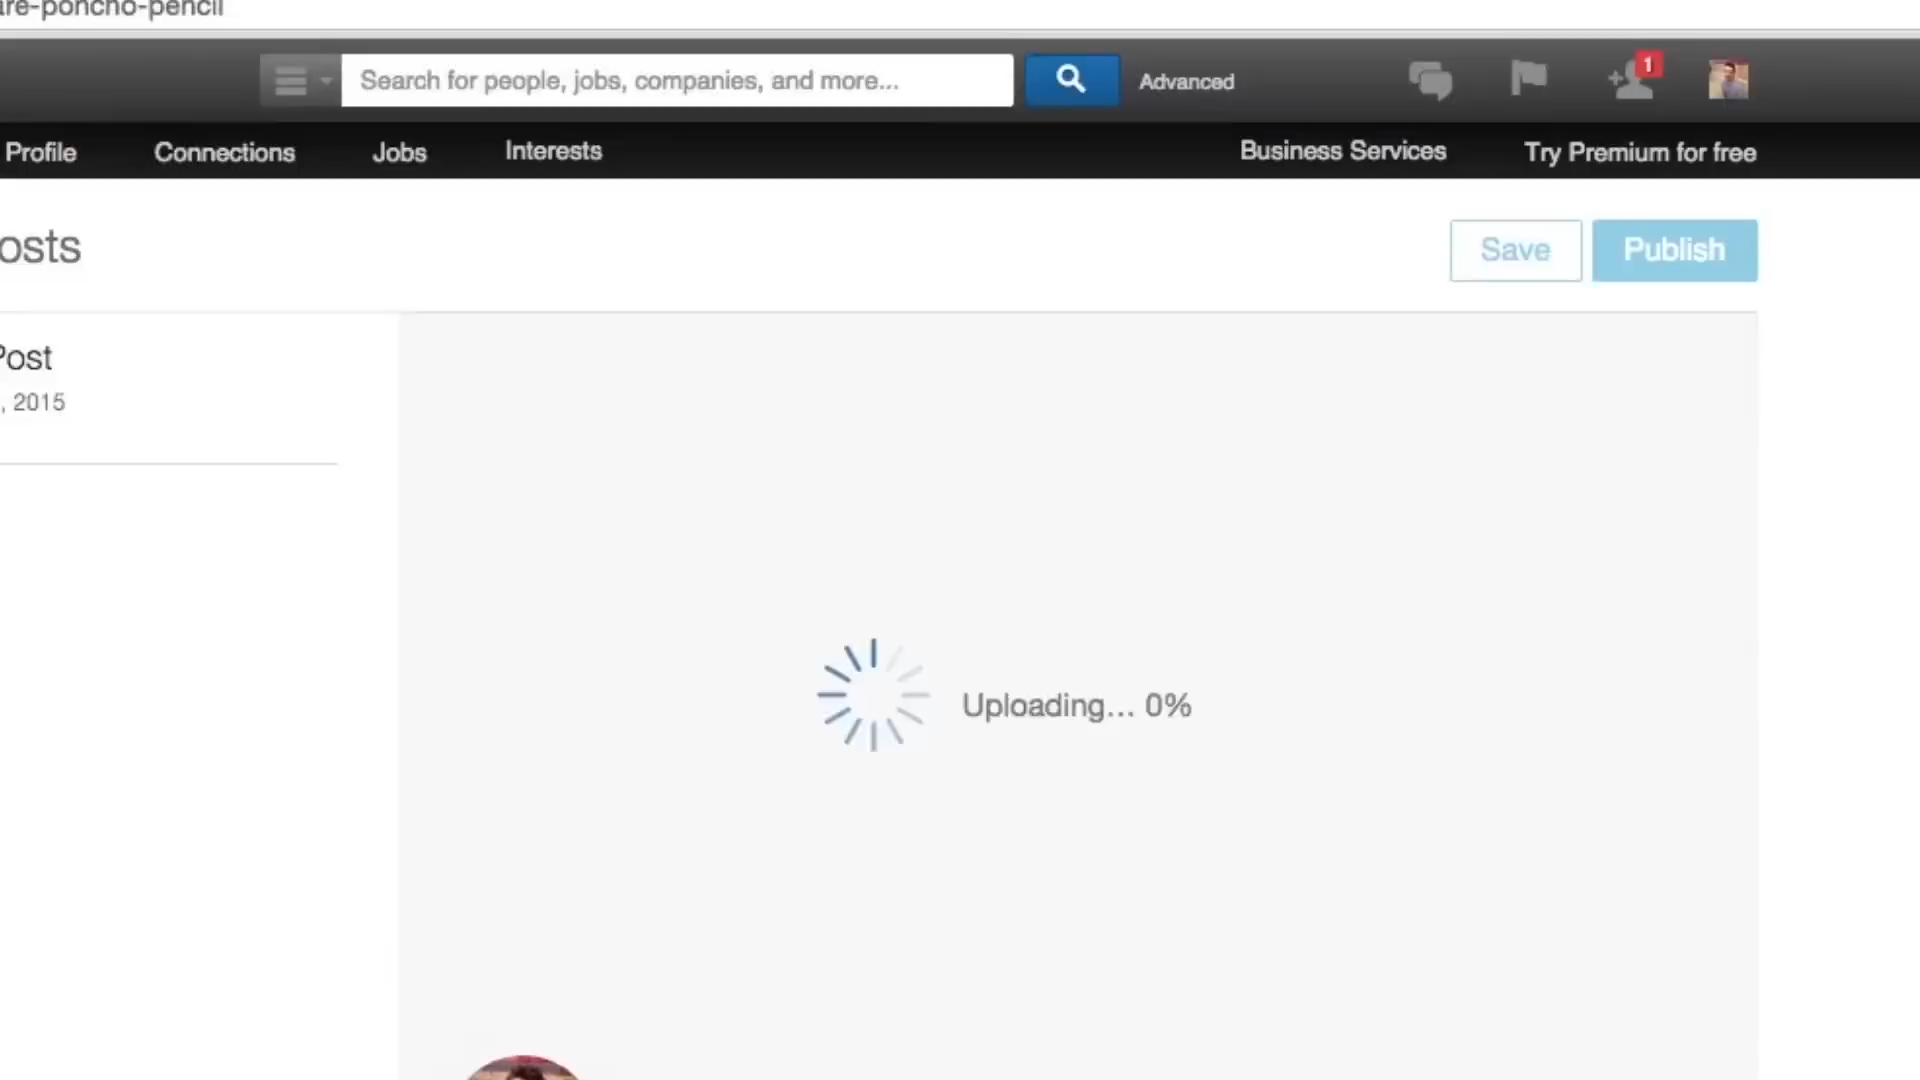 are-poncho-pencil
Search for people, jobs, companies, and more...
Advanced
1
Profile
Connections
Jobs
Interests
Business Services
Try Premium for free
osts
Save
Publish
Post
, 2015
Uploading... 0%